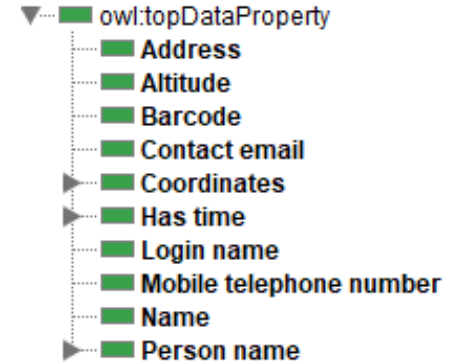 owl:topDataProperty
Address
Altitude
Barcode
Contact email
Coordinates
Has time
Login name
Mobile telephone number
Name
Person name